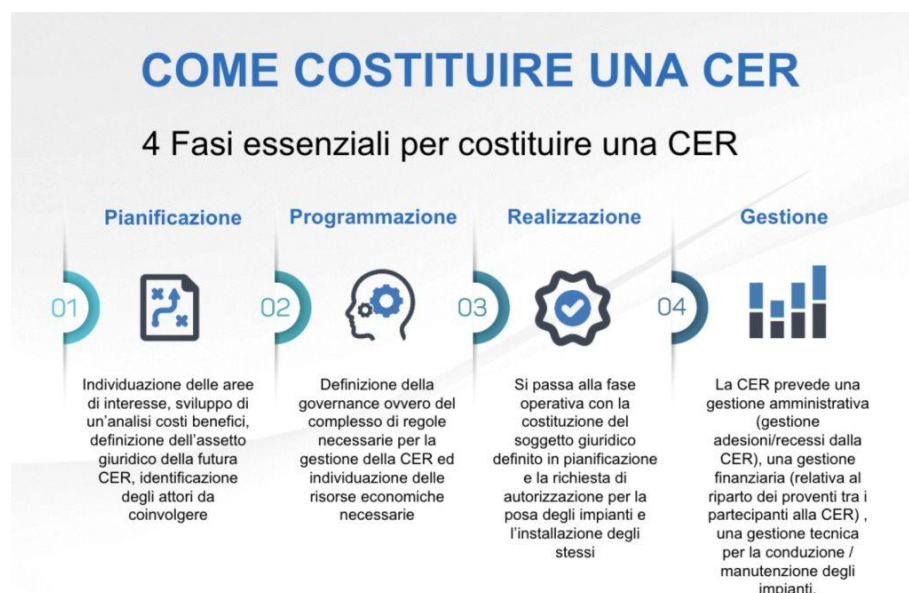 COME COSTITUIRE UNA CER
4 Fasi essenziali per costituire una CER
Pianificazione
01
Individuazione delle aree
di interesse, sviluppo di
un'analisi costi benefici,
definizione dell'assetto
giuridico della futura
CER, identificazione
degli attori da
coinvolgere
Programmazione
02
Definizione della
governance ovvero del
complesso di regole
necessarie per la
gestione della CER ed
individuazione delle
risorse economiche
necessarie
Realizzazione
03
Si passa alla fase
operativa con la
costituzione del
soggetto giuridico
definito in pianificazione
e la richiesta di
autorizzazione per la
posa degli impianti e
l'installazione degli
stessi
Gestione
04
La CER prevede una
gestione amministrativa
(gestione
adesioni/recessi dalla
CER), una gestione
finanziaria (relativa al
riparto dei proventi tra i
partecipanti alla CER) ,
una gestione tecnica
per la conduzione /
manutenzione degli
impianti.